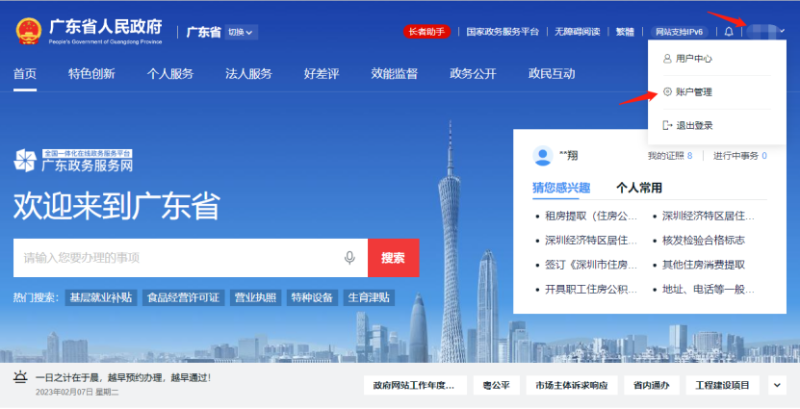 广东省人民政府
People's Government of Guangdong Province
广东省 切换
长者助手 国家政务服务平台 无障碍阅读 繁體 网站支持IPv6
用户中心
账户管理
退出登录
首页 特色创新 个人服务 法人服务 好差评 效能监督 政务公开 政民互动
全国一体化在线政务服务平台
广东政务服务网
欢迎来到广东省
请输入您要办理的事项 搜索
热门搜索: 基层就业补贴 食品经营许可证 营业执照 特种设备 生育津贴
**翔 我的证照 8 进行中事务 0
猜您感兴趣 个人常用
租房提取（住房公... 深圳经济特区居住...
深圳经济特区居住... 核发检验合格标志
签订《深圳市住房... 其他住房消费提取
开具职工住房公积... 地址、电话等一般...
一日之计在于晨，越早预约办理，越早通过！
2023年02月07日 星期二
政府网站工作年度... 粤公平 市场主体诉求响应 省内通办 工程建设项目